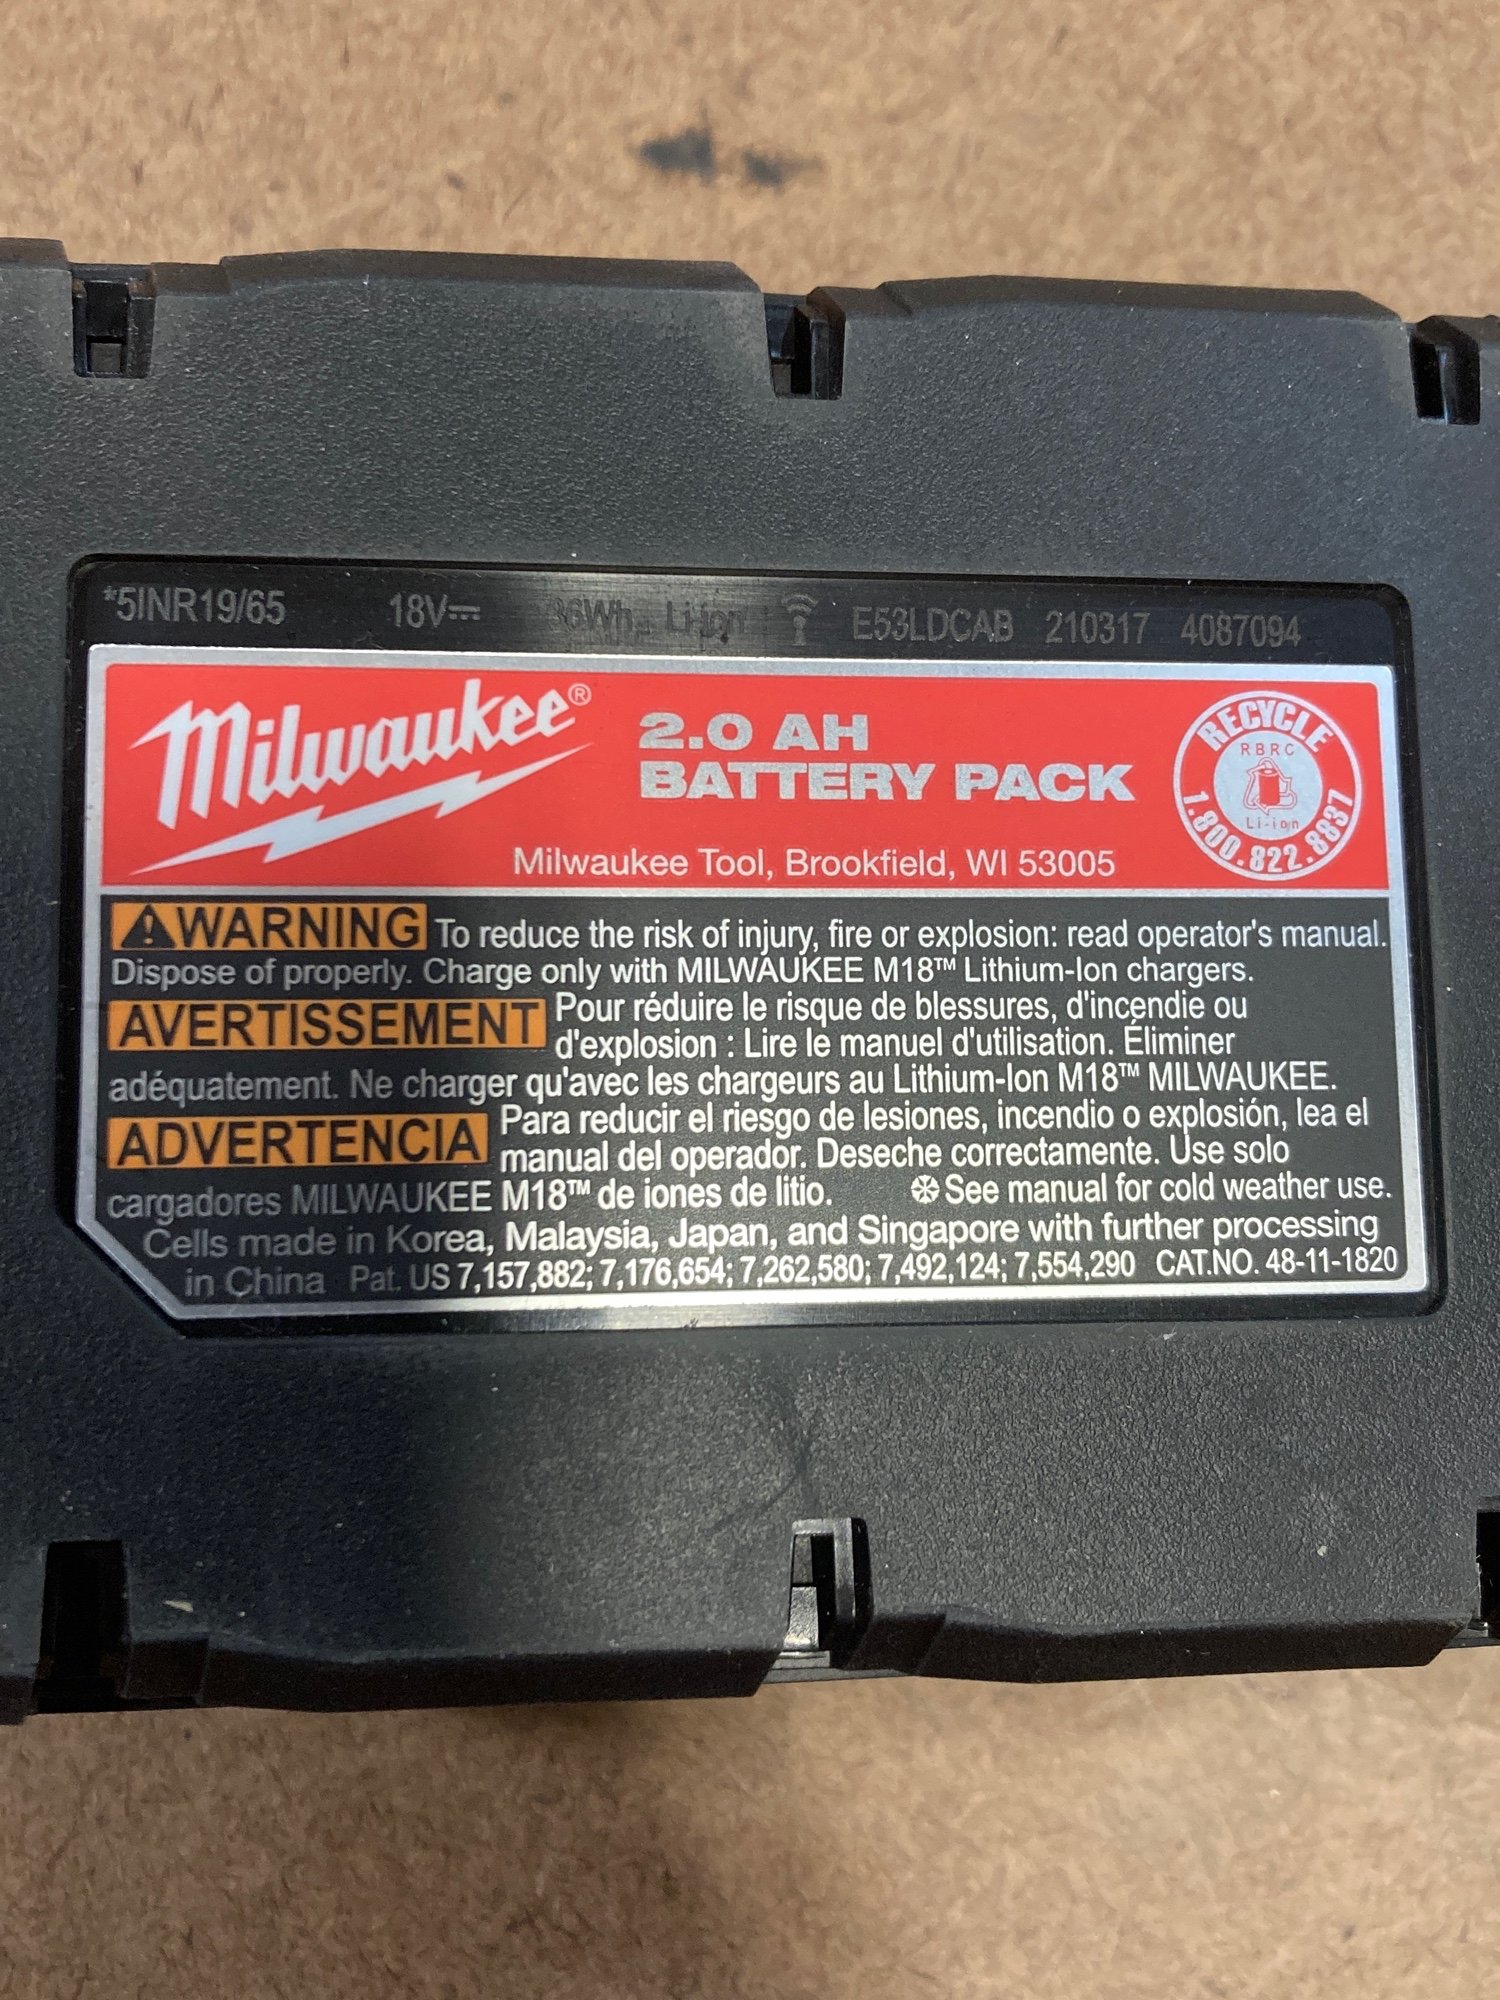 *5INR19/65 18V 36Wh Li-Ion E53LDCAB 210317 4087094
Milwaukee®
2.0 AH
BATTERY PACK
Milwaukee Tool, Brookfield, WI 53005
RECYCLE
RBRC
Li-ion
1.800.822.8837
WARNING To reduce the risk of injury, fire or explosion: read operator's manual.
Dispose of properly. Charge only with MILWAUKEE M18™ Lithium-Ion chargers.
AVERTISSEMENT Pour réduire le risque de blessures, d'incendie ou
d'explosion : Lire le manuel d'utilisation. Éliminer
adéquatement. Ne charger qu'avec les chargeurs au Lithium-Ion M18™ MILWAUKEE.
ADVERTENCIA Para reducir el riesgo de lesiones, incendio o explosión, lea el
manual del operador. Deseche correctamente. Use solo
cargadores MILWAUKEE M18™ de iones de litio. See manual for cold weather use.
Cells made in Korea, Malaysia, Japan, and Singapore with further processing
in China Pat. US 7,157,882; 7,176,654; 7,262,580; 7,492,124; 7,554,290 CAT.NO. 48-11-1820